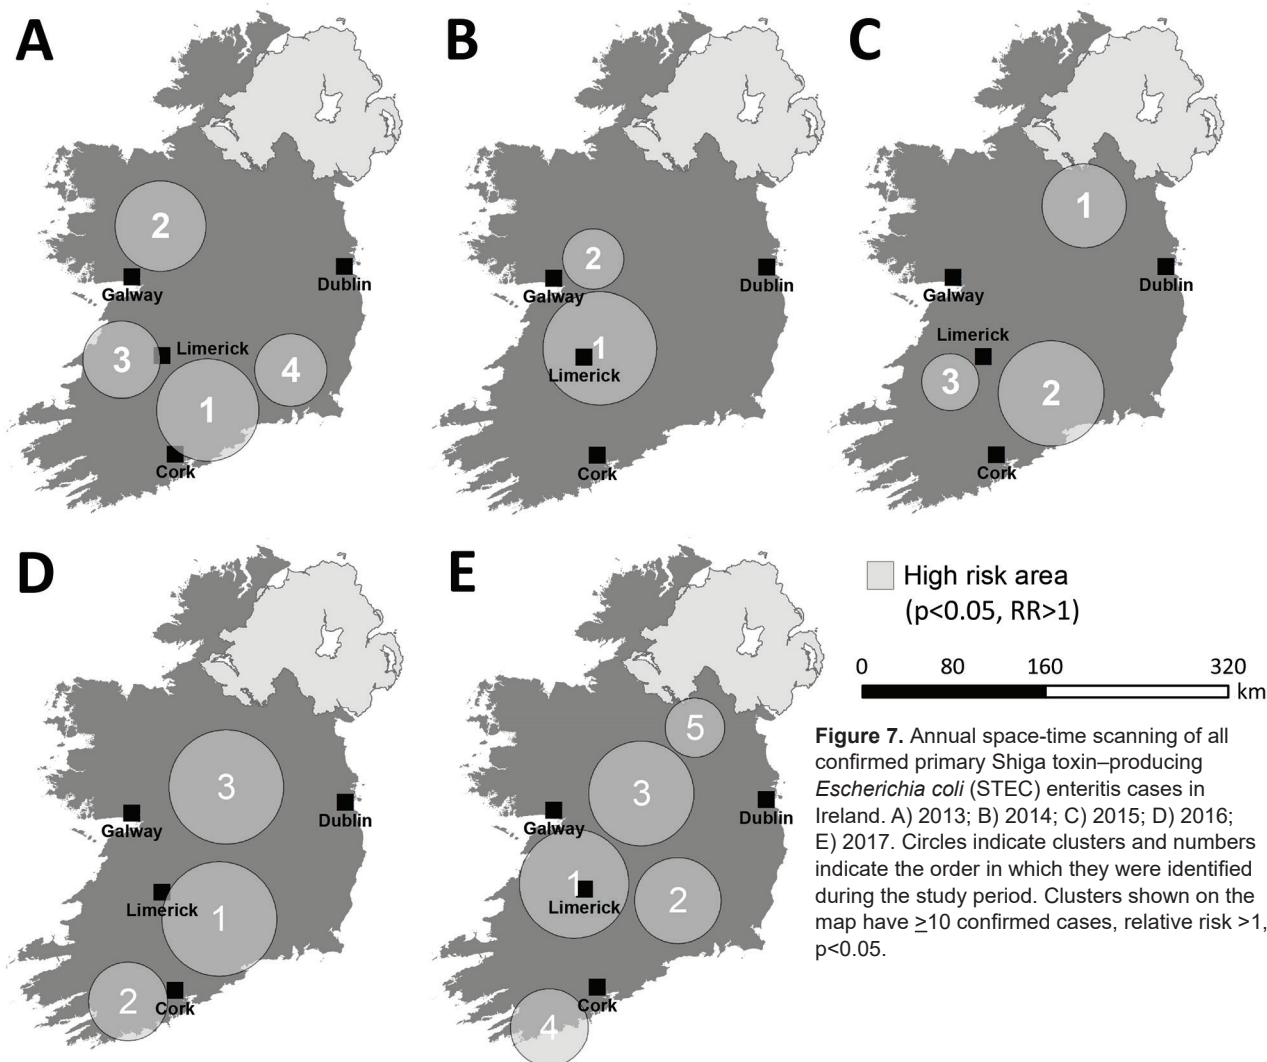 A
2
Galway
Dublin
3
Limerick
4
1
Cork
B
2
Galway
Dublin
1
Limerick
Cork
C
1
Galway
Dublin
Limerick
3
2
Cork
D
3
Galway
Dublin
Limerick
1
2
Cork
E
5
3
Galway
Dublin
1
Limerick
2
Cork
4
High risk area
(p<0.05, RR>1)
0 80 160 320
km
Figure 7. Annual space-time scanning of all
confirmed primary Shiga toxin–producing
Escherichia coli (STEC) enteritis cases in
Ireland. A) 2013; B) 2014; C) 2015; D) 2016;
E) 2017. Circles indicate clusters and numbers
indicate the order in which they were identified
during the study period. Clusters shown on the
map have ≥10 confirmed cases, relative risk >1,
p<0.05.